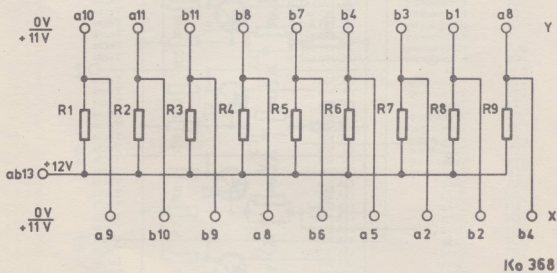 0V a10 a11 b11 b8 b7 b4 b3 b1 a8 Y
+11V
R1 R2 R3 R4 R5 R6 R7 R8 R9
ab13 +12V
0V X
+11V
a9 b10 b9 a8 b6 a5 a2 b2 b4
Ko 368